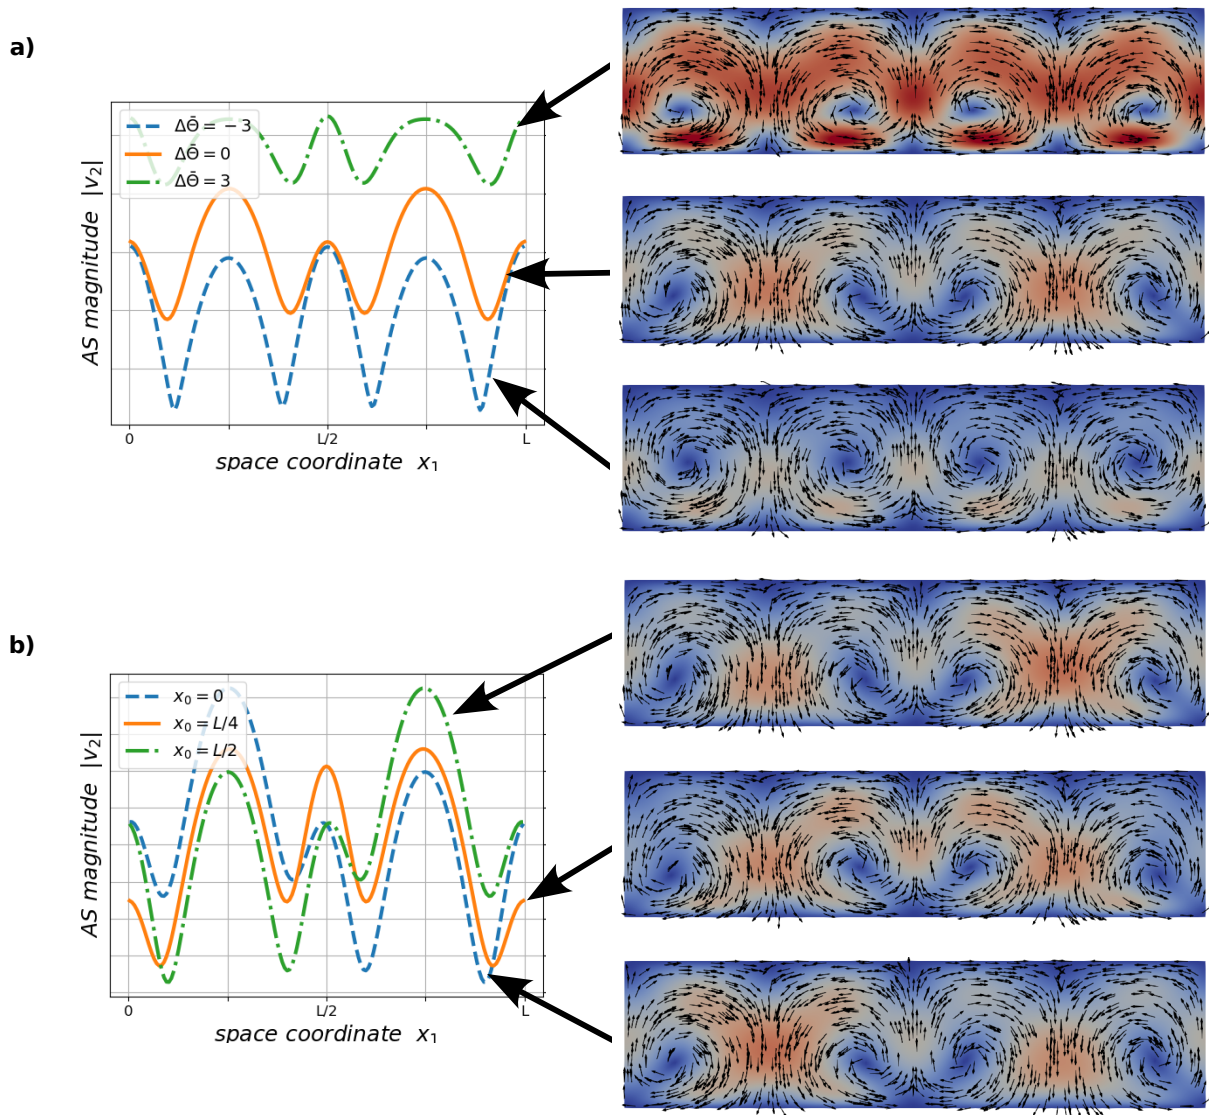 a)
ΔΘ̄ = −3
ΔΘ̄ = 0
ΔΘ̄ = 3
AS magnitude |v₂|
0
L/2
L
space coordinate x₁
b)
x₀ = 0
x₀ = L/4
x₀ = L/2
AS magnitude |v₂|
0
L/2
L
space coordinate x₁